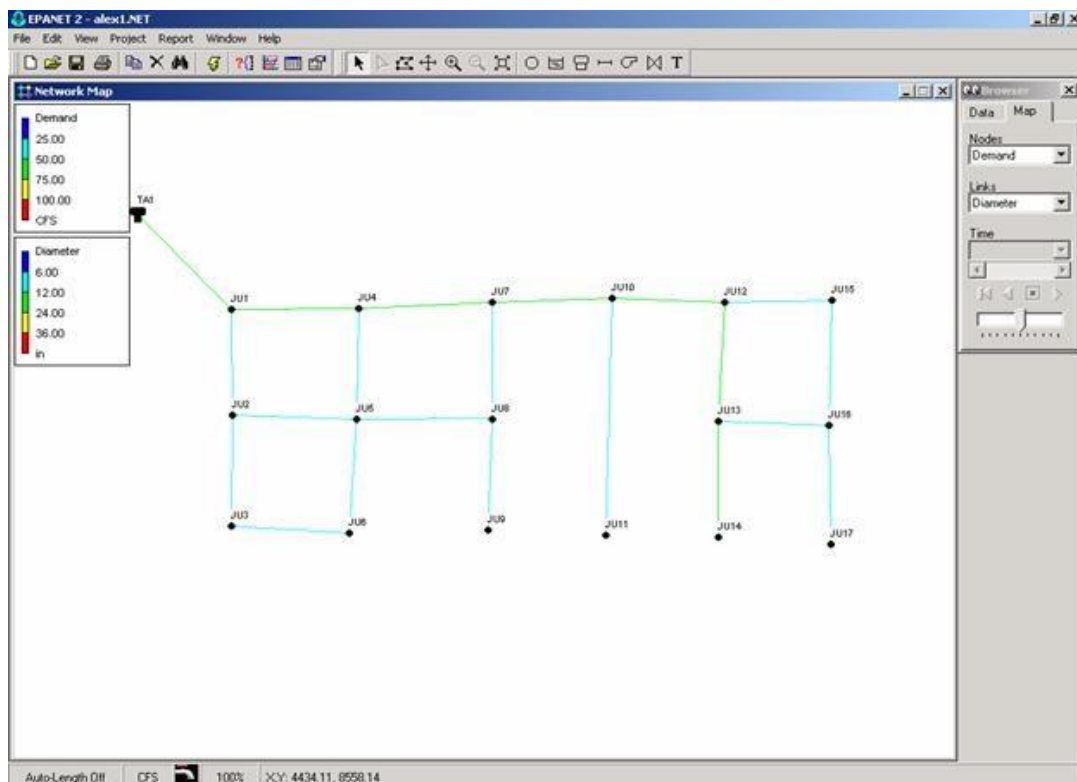 EPANET 2 - alex1.NET
File Edit View Project Report Window Help
T
Network Map
Browser
Data Map
Nodes
Demand
Links
Diameter
Time
Demand
25.00
50.00
75.00
100.00
CFS
Diameter
6.00
12.00
24.00
36.00
in
TA1
JU1 JU4 JU7 JU10 JU12 JU15
JU2 JU5 JU8 JU13 JU16
JU3 JU6 JU9 JU11 JU14 JU17
Auto-Length Off CFS 100% X,Y: 4434.11, 8558.14